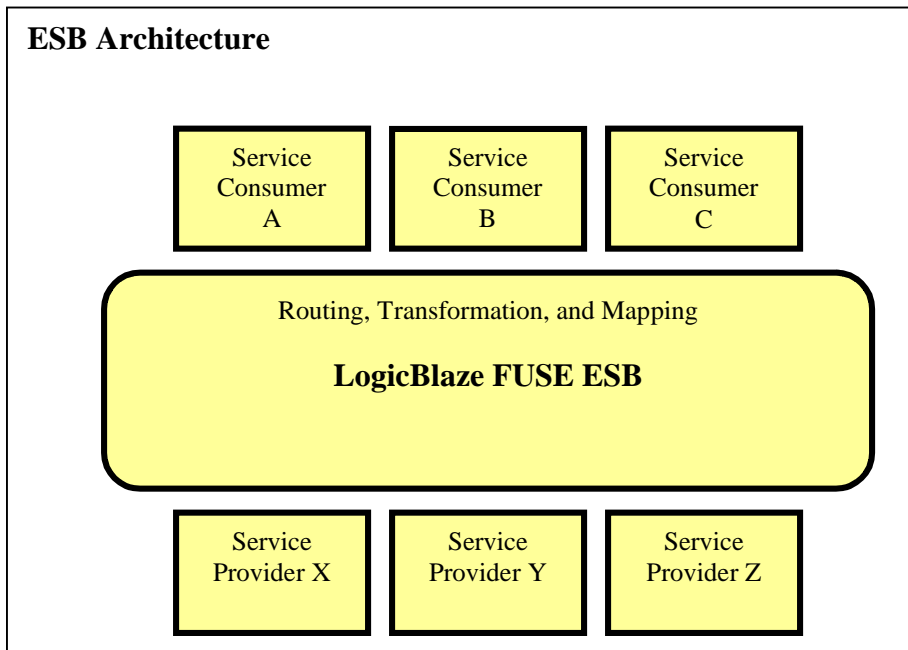 ESB Architecture
Service
Consumer
A
Service
Consumer
B
Service
Consumer
C
Routing, Transformation, and Mapping
LogicBlaze FUSE ESB
Service
Provider X
Service
Provider Y
Service
Provider Z